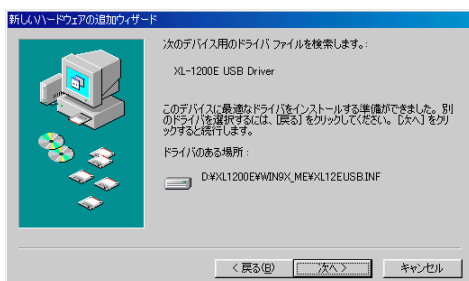 新しいハードウェアの追加ウィザード
次のデバイス用のドライバ ファイルを検索します。:
XL-1200E USB Driver
このデバイスに最適なドライバをインストールする準備ができました。別
のドライバを選択するには、[戻る] をクリックしてください。[次へ] をクリ
ックすると続行します。
ドライバのある場所:
D:¥XL1200E¥WIN9X_ME¥XL12EUSB.INF
< 戻る(B)
次へ >
キャンセル